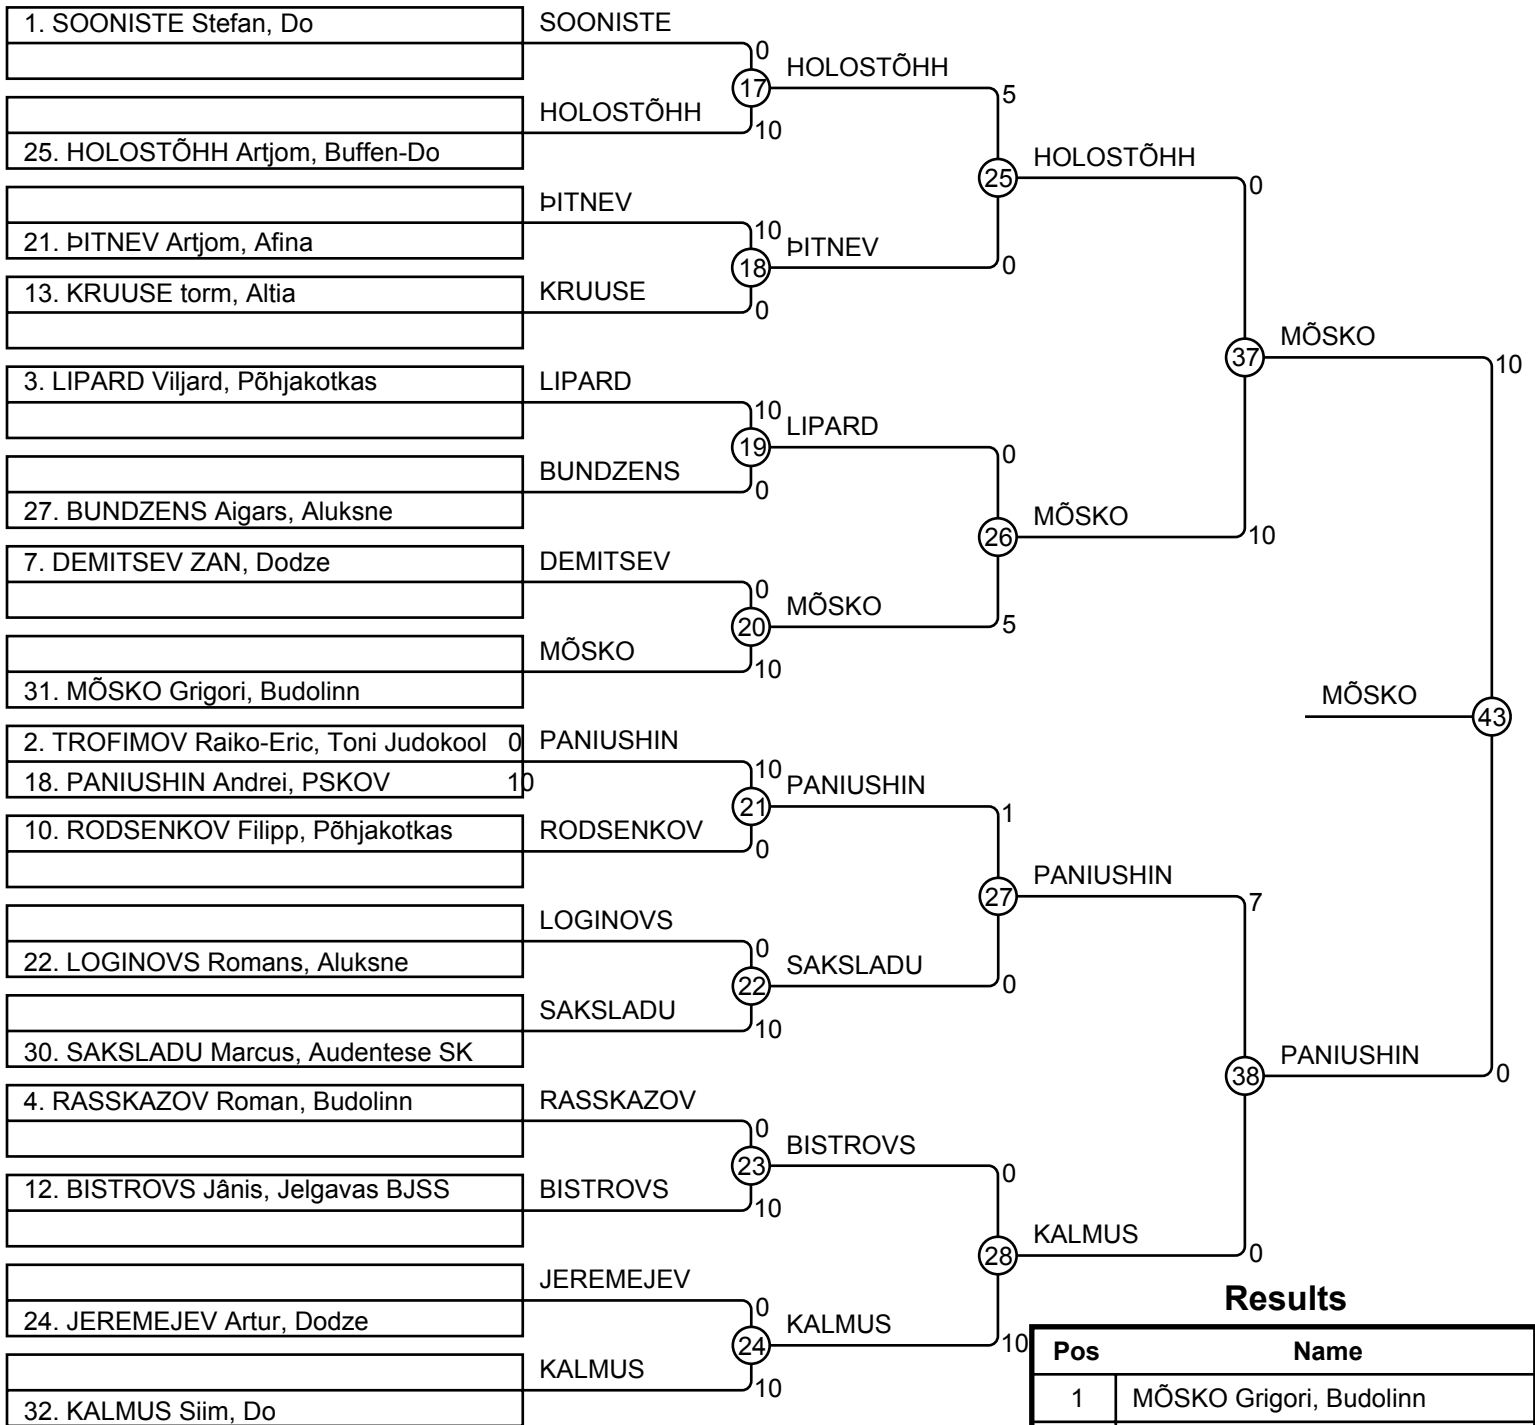 1. SOONISTE Stefan, Do
SOONISTE
0
17
HOLOSTÕHH
5
HOLOSTÕHH
10
25. HOLOSTÕHH Artjom, Buffen-Do
25
HOLOSTÕHH
0
ÞITNEV
10
21. ÞITNEV Artjom, Afina
18
ÞITNEV
0
13. KRUUSE torm, Altia
KRUUSE
0
37
MÕSKO
10
3. LIPARD Viljard, Põhjakotkas
LIPARD
10
19
LIPARD
0
BUNDZENS
0
27. BUNDZENS Aigars, Aluksne
26
MÕSKO
10
7. DEMITSEV ZAN, Dodze
DEMITSEV
0
20
MÕSKO
5
MÕSKO
10
31. MÕSKO Grigori, Budolinn
MÕSKO
43
2. TROFIMOV Raiko-Eric, Toni Judokool 0
PANIUSHIN
10
18. PANIUSHIN Andrei, PSKOV 10
21
PANIUSHIN
1
10. RODSENKOV Filipp, Põhjakotkas
RODSENKOV
0
27
PANIUSHIN
7
LOGINOVS
0
22. LOGINOVS Romans, Aluksne
22
SAKSLADU
0
SAKSLADU
10
30. SAKSLADU Marcus, Audentese SK
38
PANIUSHIN
0
4. RASSKAZOV Roman, Budolinn
RASSKAZOV
0
23
BISTROVS
0
12. BISTROVS Jânis, Jelgavas BJSS
BISTROVS
10
28
KALMUS
0
JEREMEJEV
0
24. JEREMEJEV Artur, Dodze
24
KALMUS
10
KALMUS
10
32. KALMUS Siim, Do
Results
Pos Name
1 MÕSKO Grigori, Budolinn